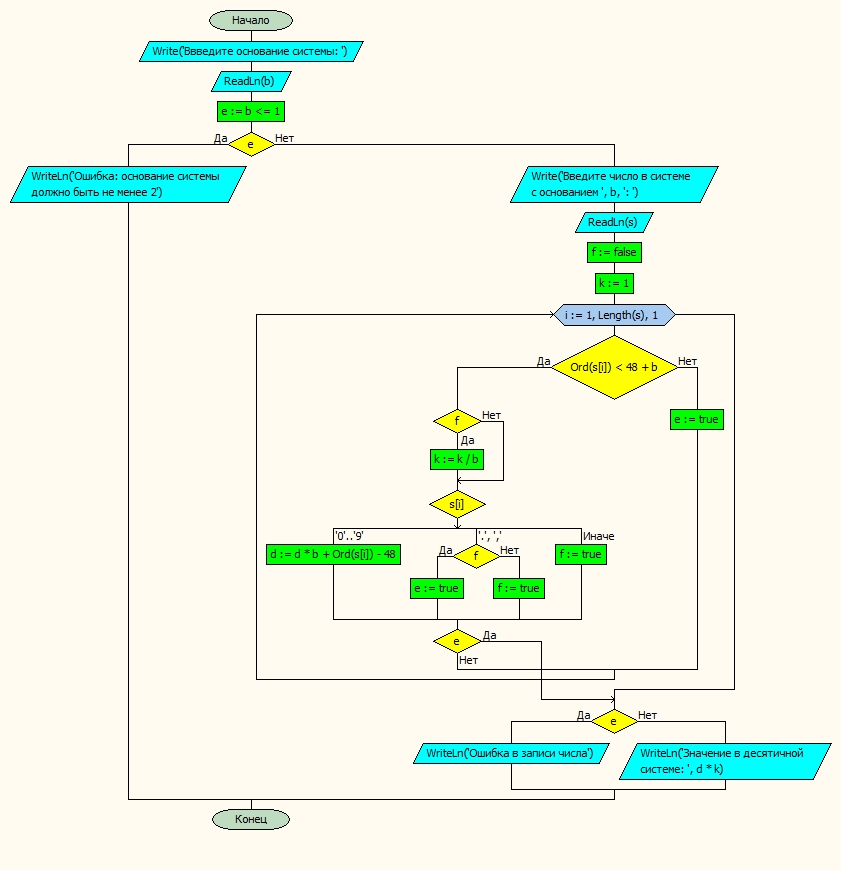 Начало
Write('Ввведите основание системы: ')
ReadLn(b)
e := b <= 1
Да
Нет
e
WriteLn('Ошибка: основание системы
должно быть не менее 2')
Write('Введите число в системе
с основанием ', b, ': ')
ReadLn(s)
f := false
k := 1
i := 1, Length(s), 1
Да
Нет
Ord(s[i]) < 48 + b
e := true
f
Нет
Да
k := k / b
s[i]
'0'..'9'
'.', ','
Иначе
d := d * b + Ord(s[i]) - 48
Да
f
Нет
f := true
e := true
f := true
e
Да
Нет
Да
e
Нет
WriteLn('Ошибка в записи числа')
WriteLn('Значение в десятичной
системе: ', d * k)
Конец